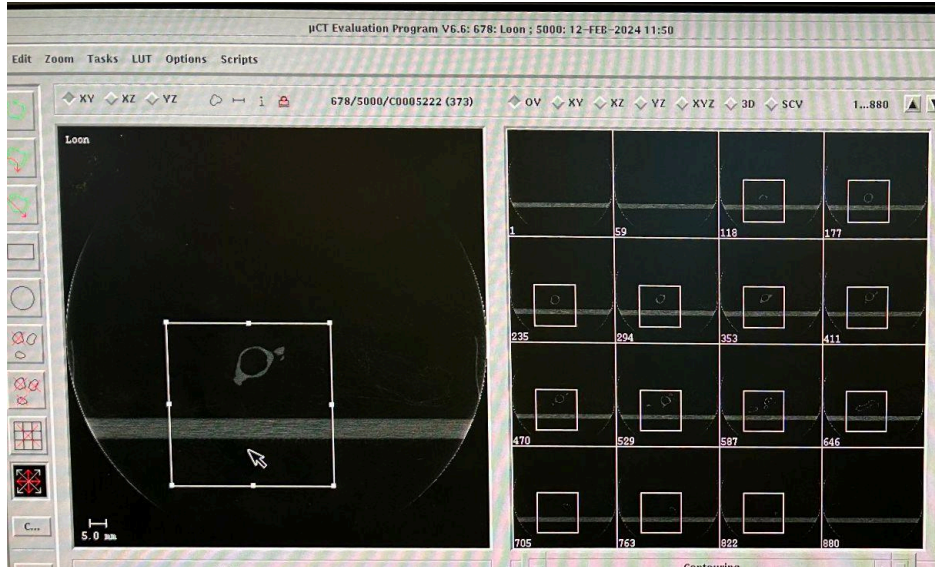 µCT Evaluation Program V6.6: 678: Loon ; 5000: 12-FEB-2024 11:50
Edit Zoom Tasks LUT Options Scripts
XY XZ YZ i 678/5000/C0005222 (373) OV XY XZ YZ XYZ 3D SCV 1...880
Loon
1 59 118 177
235 294 353 411
470 529 587 646
705 763 822 880
C...
5.0 mm
Contouring